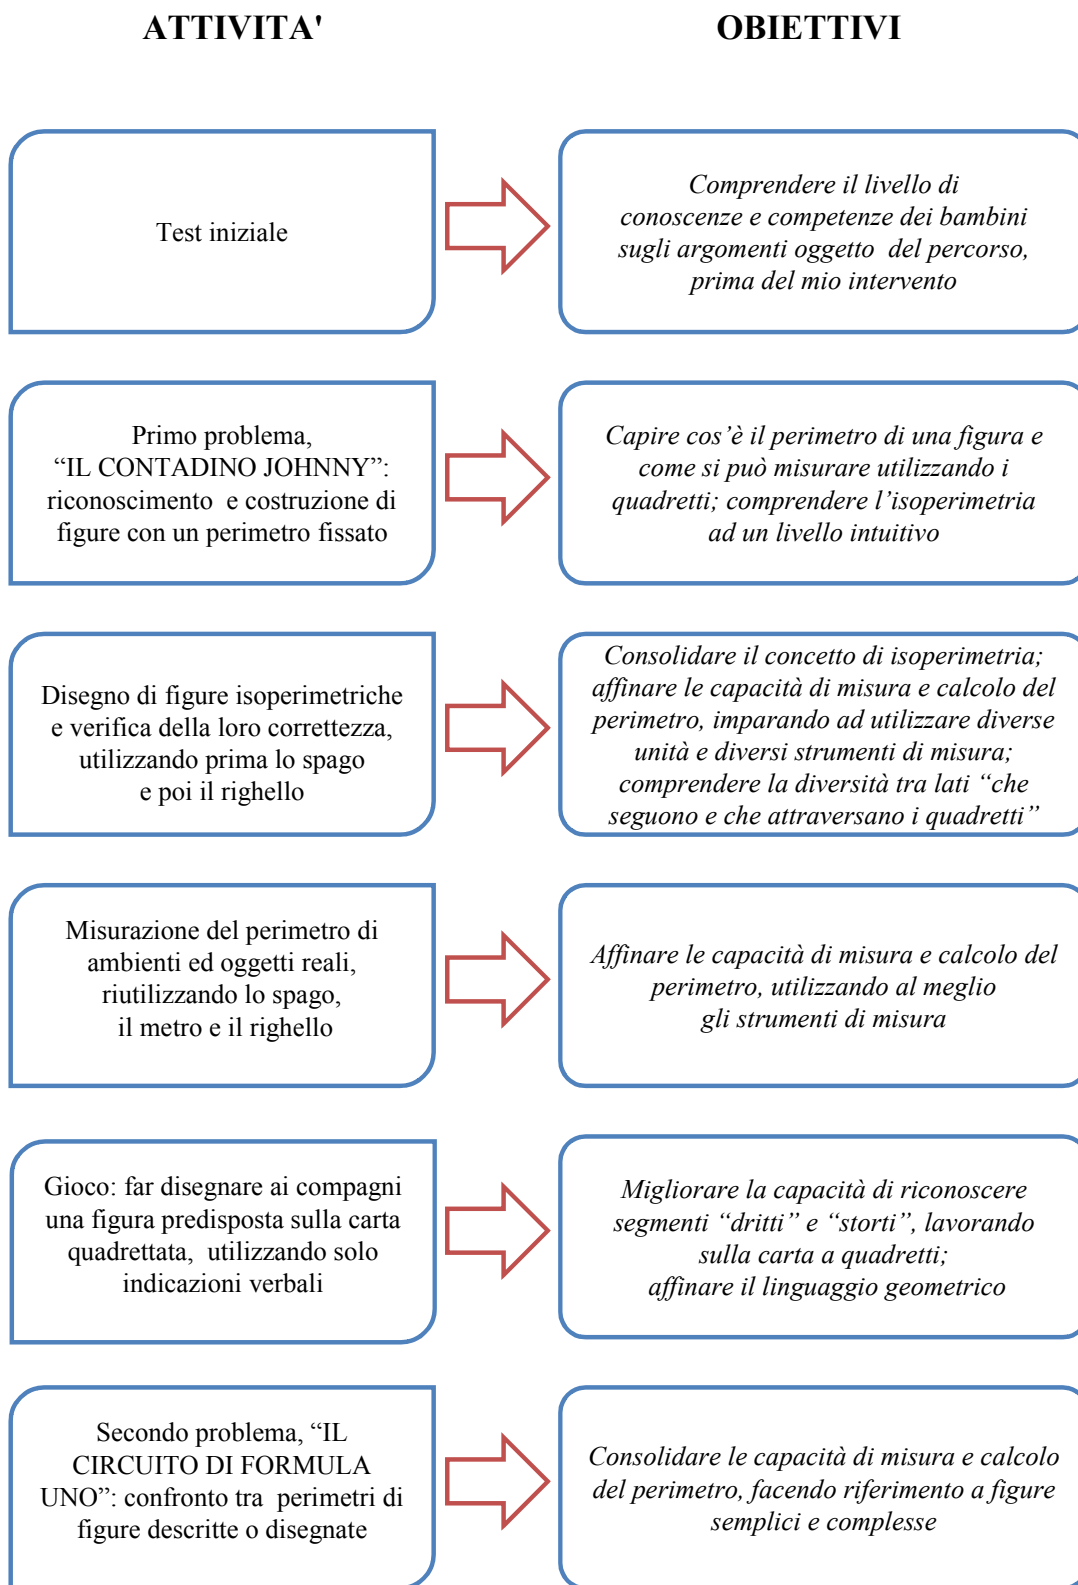 ATTIVITA'
OBIETTIVI
Test iniziale
Comprendere il livello di
conoscenze e competenze dei bambini
sugli argomenti oggetto del percorso,
prima del mio intervento
Primo problema,
“IL CONTADINO JOHNNY”:
riconoscimento e costruzione di
figure con un perimetro fissato
Capire cos’è il perimetro di una figura e
come si può misurare utilizzando i
quadretti; comprendere l’isoperimetria
ad un livello intuitivo
Disegno di figure isoperimetriche
e verifica della loro correttezza,
utilizzando prima lo spago
e poi il righello
Consolidare il concetto di isoperimetria;
affinare le capacità di misura e calcolo del
perimetro, imparando ad utilizzare diverse
unità e diversi strumenti di misura;
comprendere la diversità tra lati “che
seguono e che attraversano i quadretti”
Misurazione del perimetro di
ambienti ed oggetti reali,
riutilizzando lo spago,
il metro e il righello
Affinare le capacità di misura e calcolo del
perimetro, utilizzando al meglio
gli strumenti di misura
Gioco: far disegnare ai compagni
una figura predisposta sulla carta
quadrettata, utilizzando solo
indicazioni verbali
Migliorare la capacità di riconoscere
segmenti “dritti” e “storti”, lavorando
sulla carta a quadretti;
affinare il linguaggio geometrico
Secondo problema, “IL
CIRCUITO DI FORMULA
UNO”: confronto tra perimetri di
figure descritte o disegnate
Consolidare le capacità di misura e calcolo
del perimetro, facendo riferimento a figure
semplici e complesse